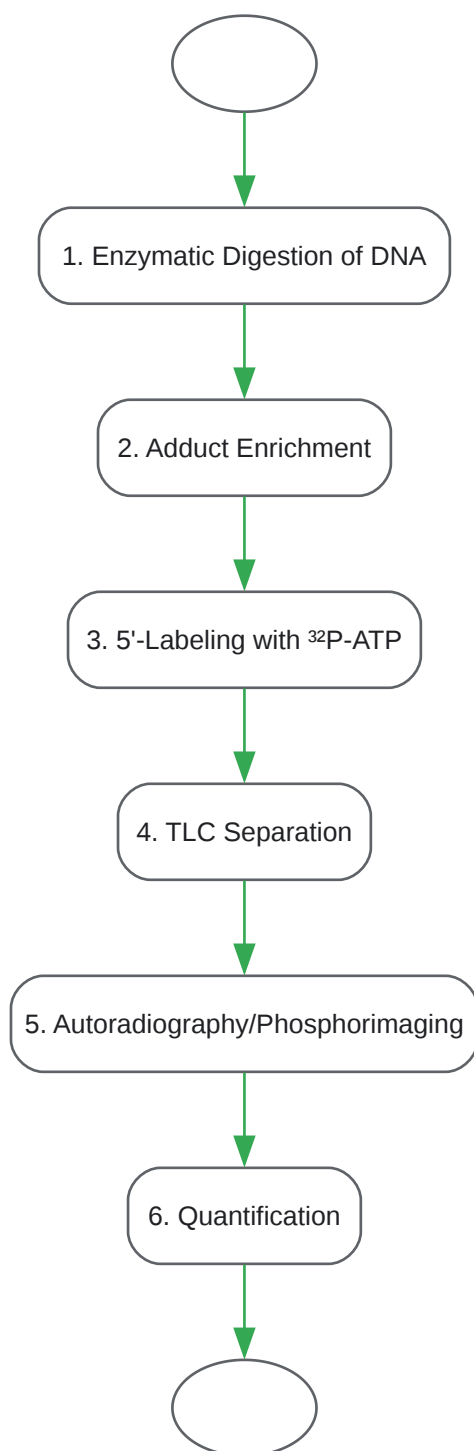 1. Enzymatic Digestion of DNA
2. Adduct Enrichment
3. 5'-Labeling with ³²P-ATP
4. TLC Separation
5. Autoradiography/Phosphorimaging
6. Quantification